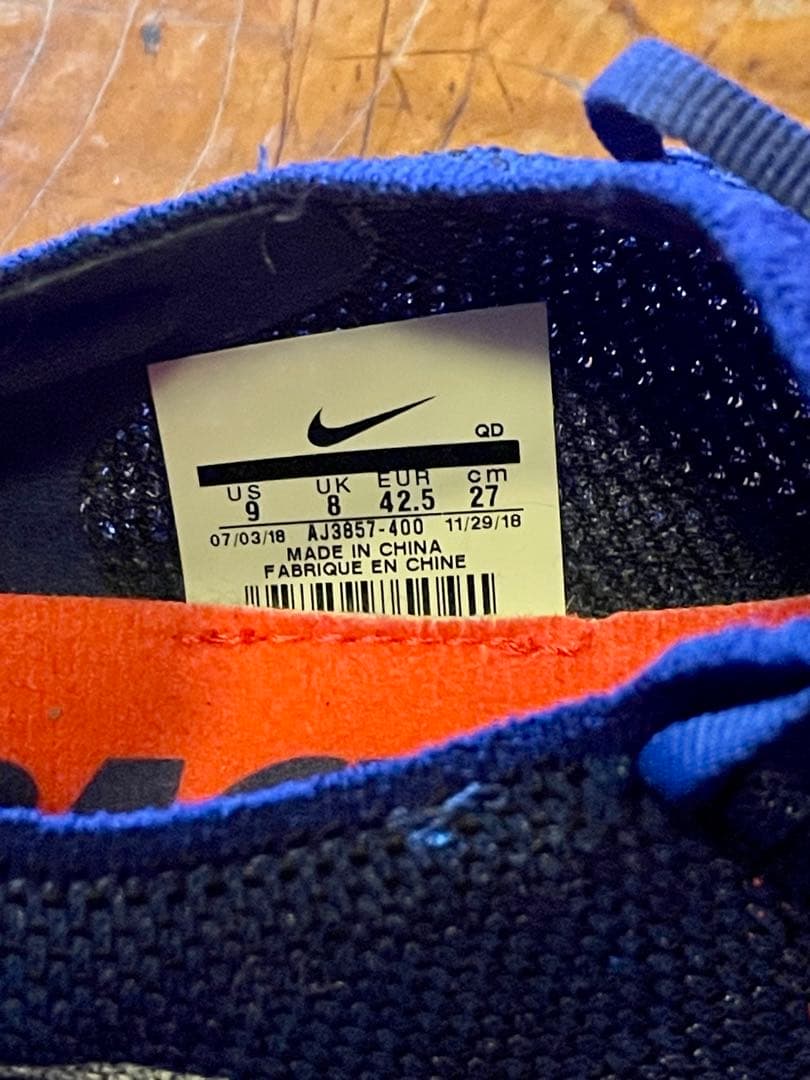 QD
US UK EUR cm
9 8 42.5 27
07/03/18 AJ3857-400 11/29/18
MADE IN CHINA
FABRIQUE EN CHINE